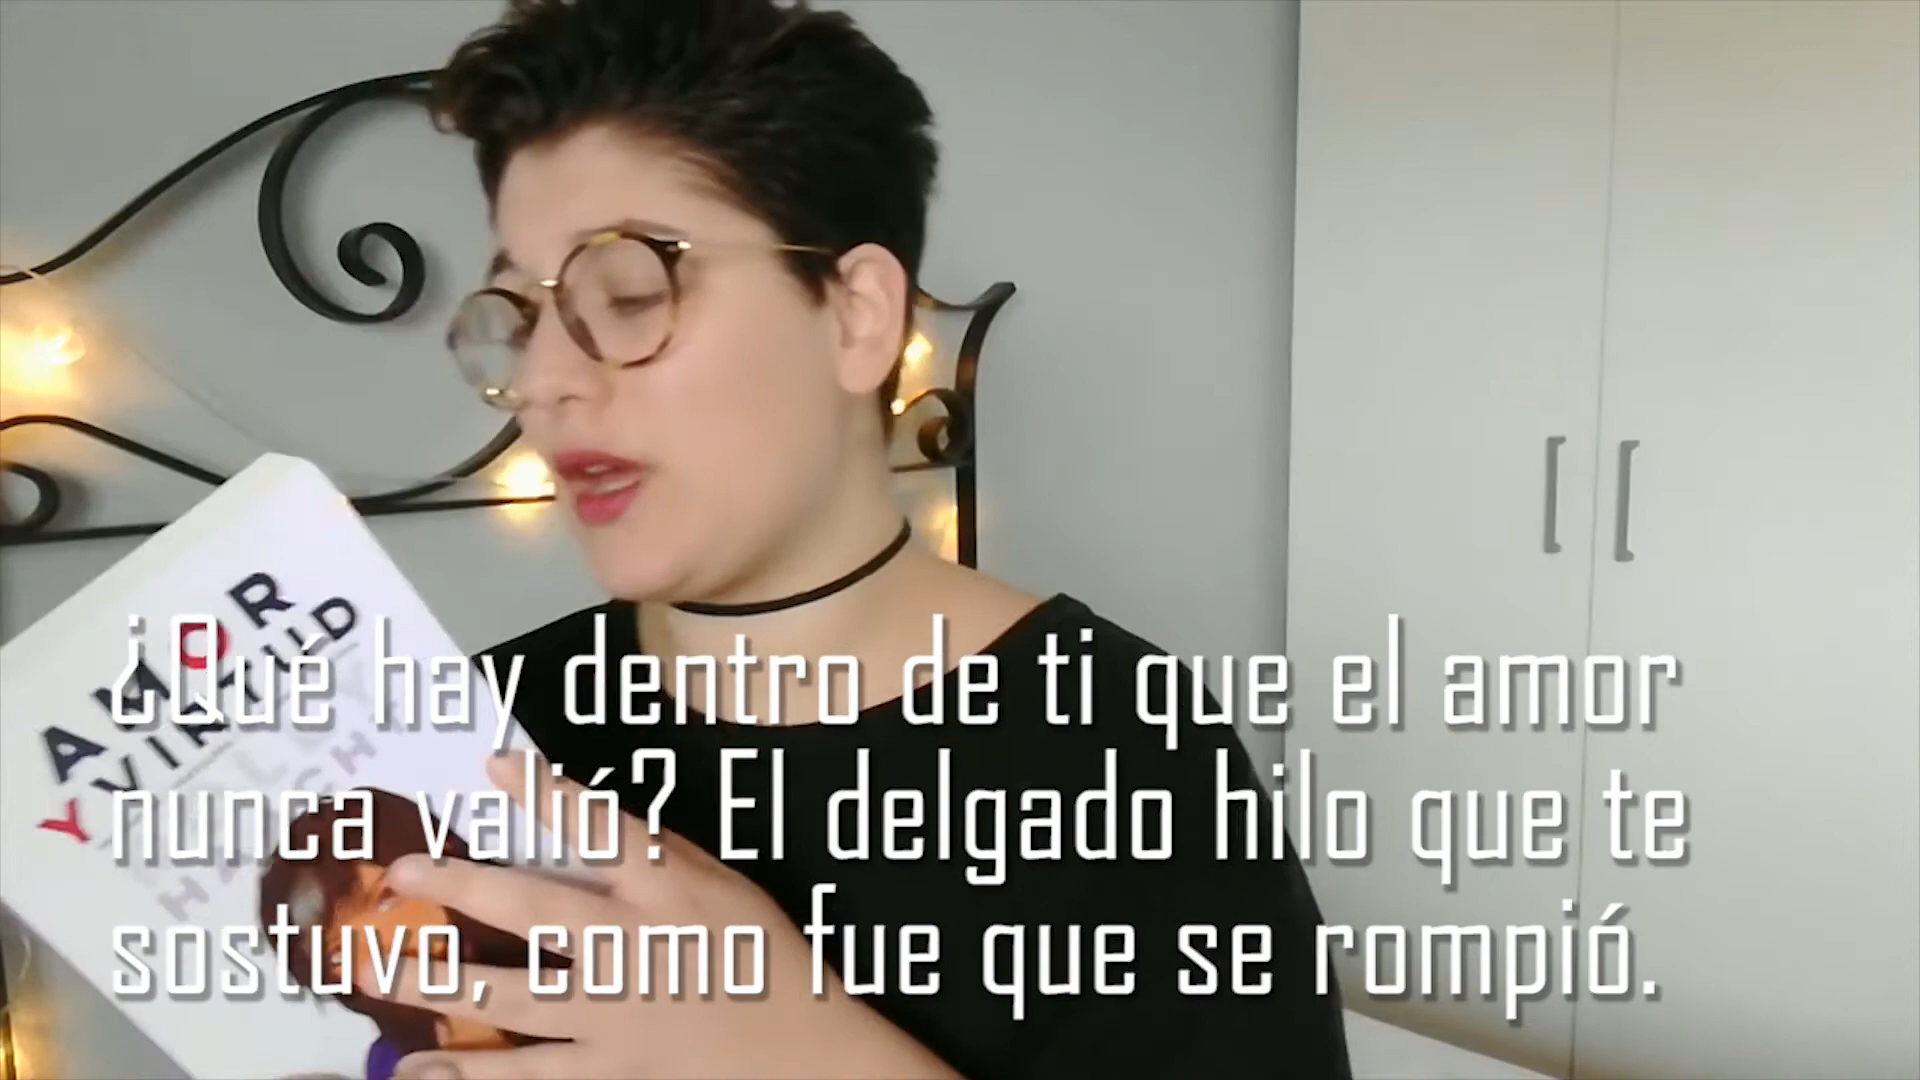 AMOR
Y VIRTUD
¿Qué hay dentro de ti que el amor
nunca valió? El delgado hilo que te
sostuvo, como fue que se rompió.